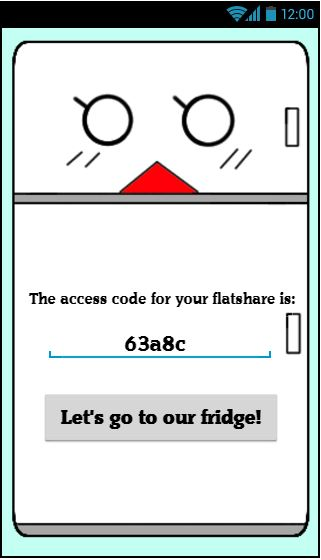 12:00
The access code for your flatshare is:
63a8c
Let's go to our fridge!